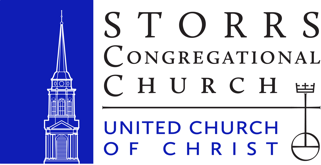 STORRS
CONGREGATIONAL
CHURCH
UNITED CHURCH
OF CHRIST